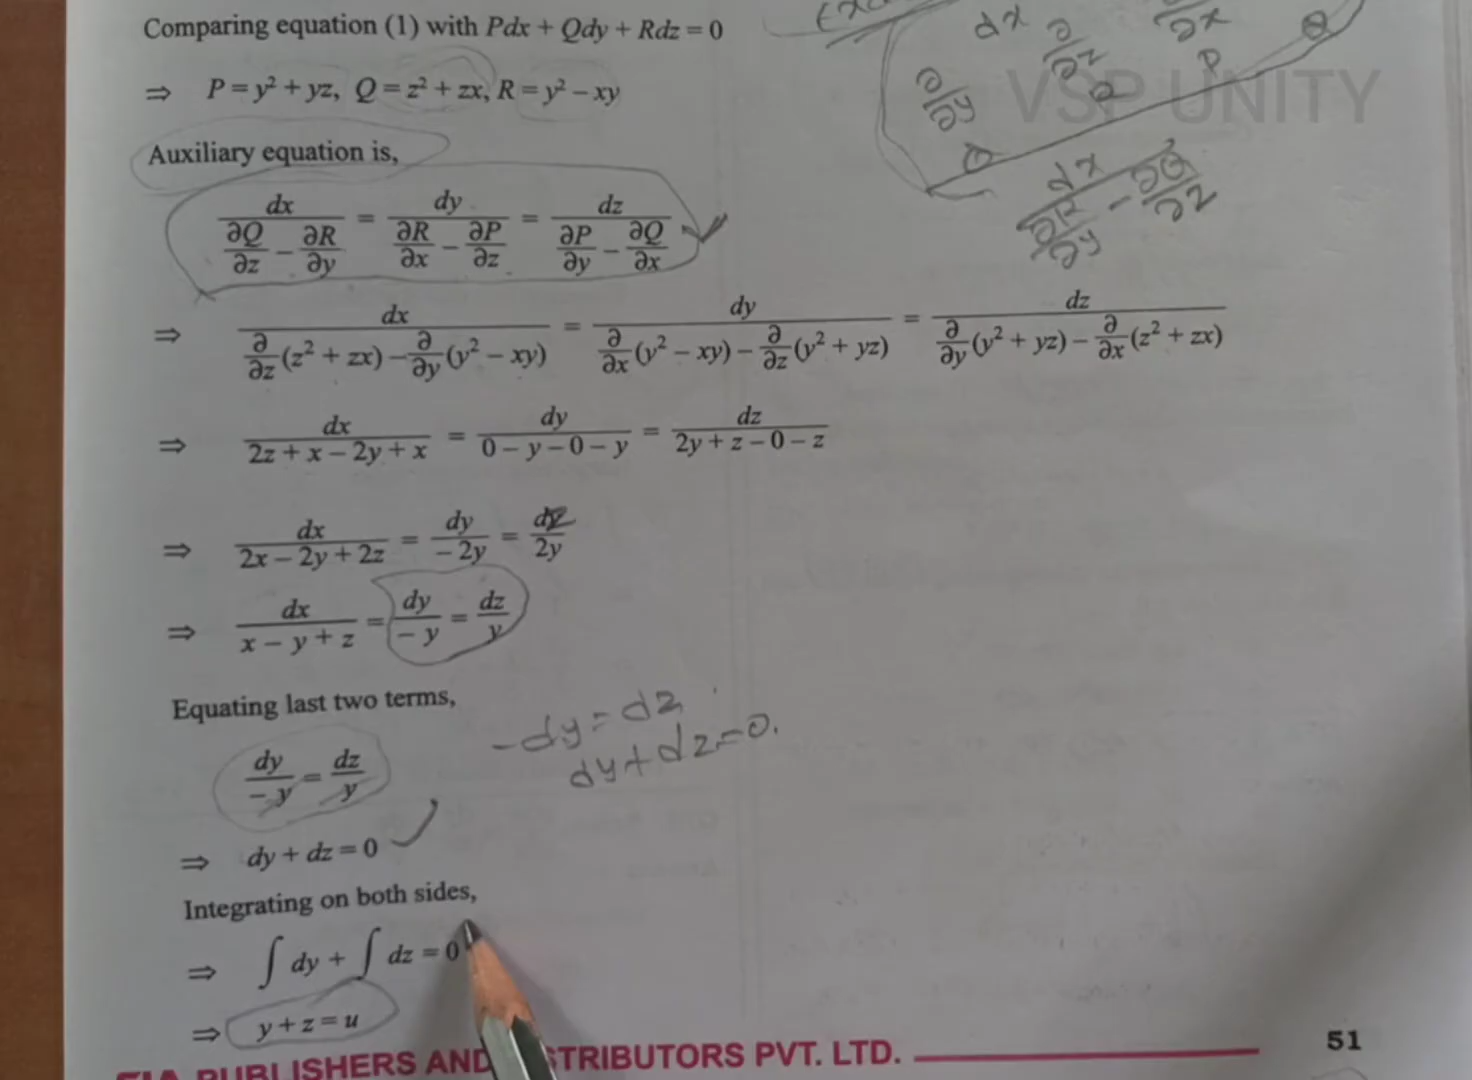 Comparing equation (1) with Pdx + Qdy + Rdz = 0
⇒ P = y² + yz, Q = z² + zx, R = y² − xy
VSP UNITY
dx ∂/∂z ∂/∂x
∂/∂y Q P
dx / (∂R/∂y − ∂Q/∂z)
Auxiliary equation is,
dx / (∂Q/∂z − ∂R/∂y) = dy / (∂R/∂x − ∂P/∂z) = dz / (∂P/∂y − ∂Q/∂x)
⇒ dx / (∂/∂z (z² + zx) − ∂/∂y (y² − xy)) = dy / (∂/∂x (y² − xy) − ∂/∂z (y² + yz)) = dz / (∂/∂y (y² + yz) − ∂/∂x (z² + zx))
⇒ dx / (2z + x − 2y + x) = dy / (0 − y − 0 − y) = dz / (2y + z − 0 − z)
⇒ dx / (2x − 2y + 2z) = dy / (− 2y) = dz / 2y
⇒ dx / (x − y + z) = dy / (− y) = dz / y
Equating last two terms,
dy / (− y) = dz / y
−dy = dz
dy + dz = 0.
⇒ dy + dz = 0
Integrating on both sides,
⇒ ∫ dy + ∫ dz = 0
⇒ y + z = u
PUBLISHERS AND STRIBUTORS PVT. LTD.
51